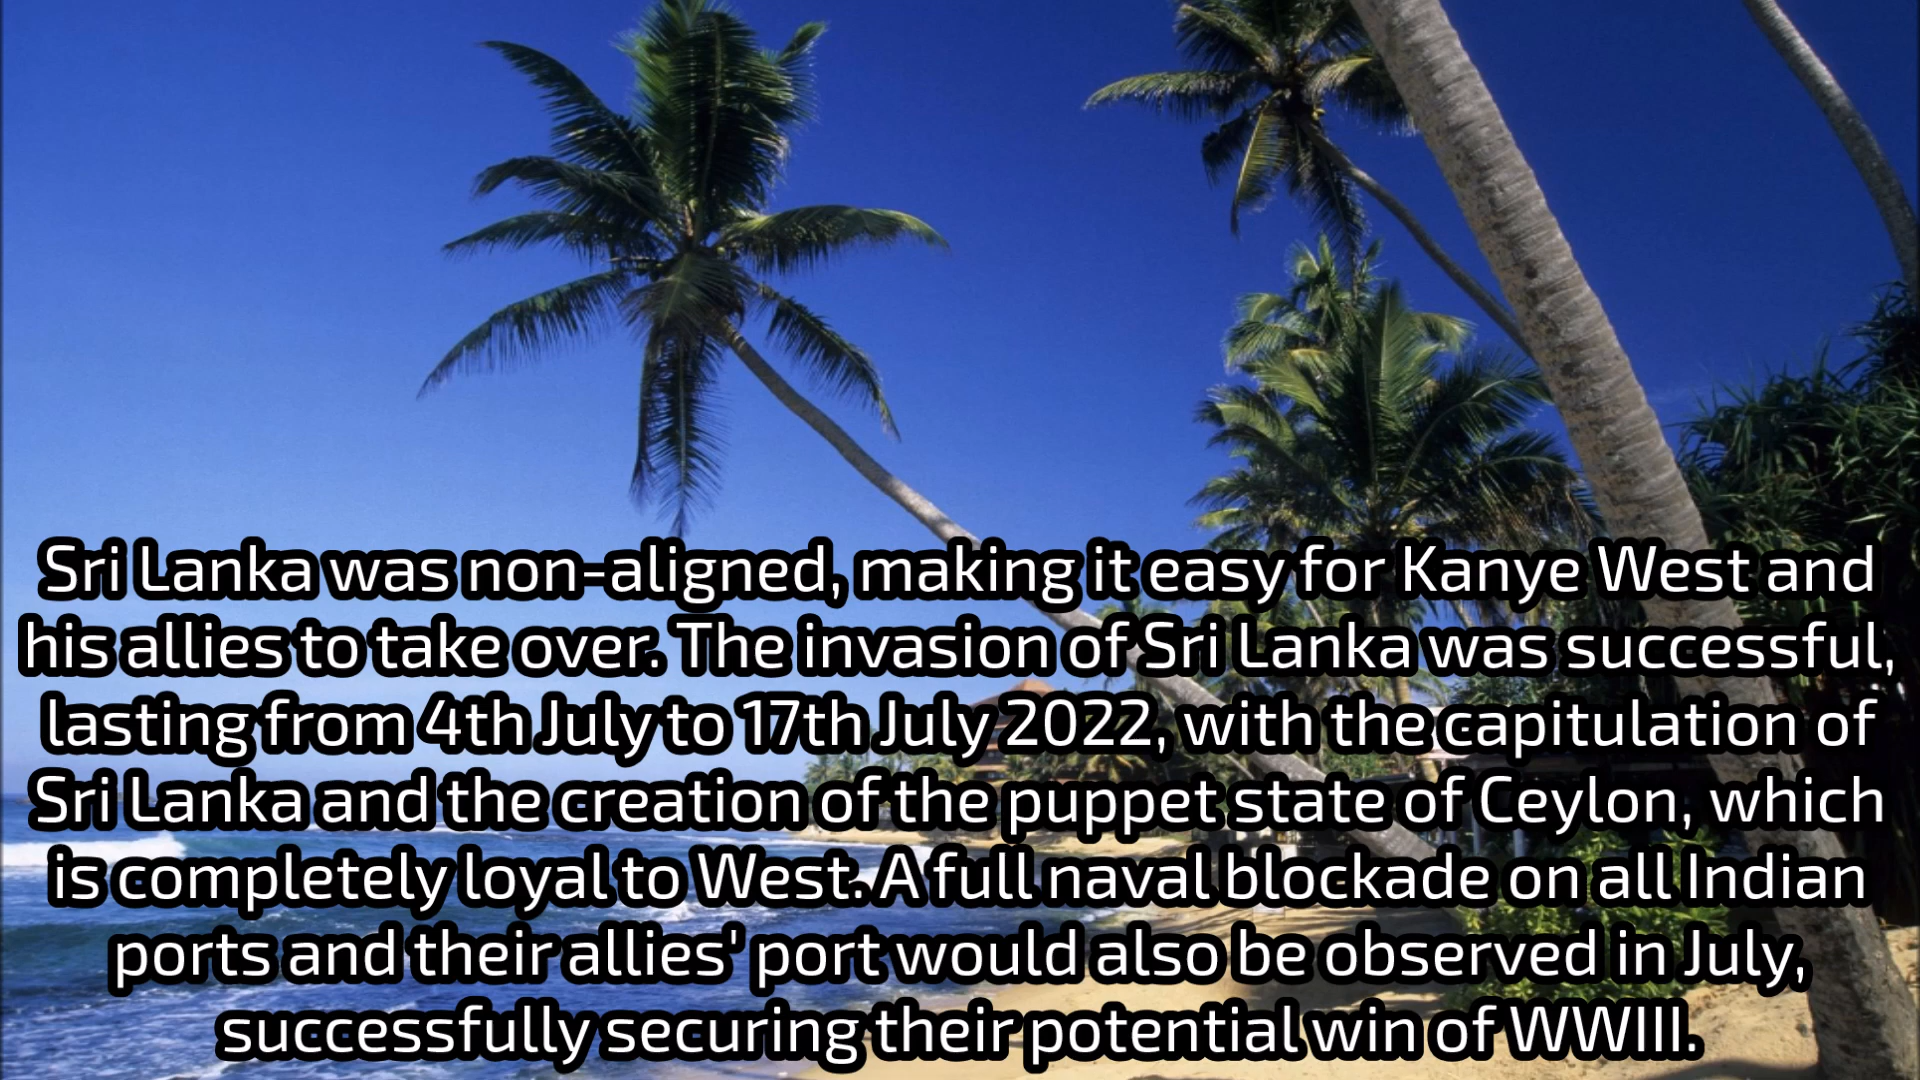 Sri Lanka was non-aligned, making it easy for Kanye West and
his allies to take over. The invasion of Sri Lanka was successful,
lasting from 4th July to 17th July 2022, with the capitulation of
Sri Lanka and the creation of the puppet state of Ceylon, which
is completely loyal to West. A full naval blockade on all Indian
ports and their allies' port would also be observed in July,
successfully securing their potential win of WWIII.